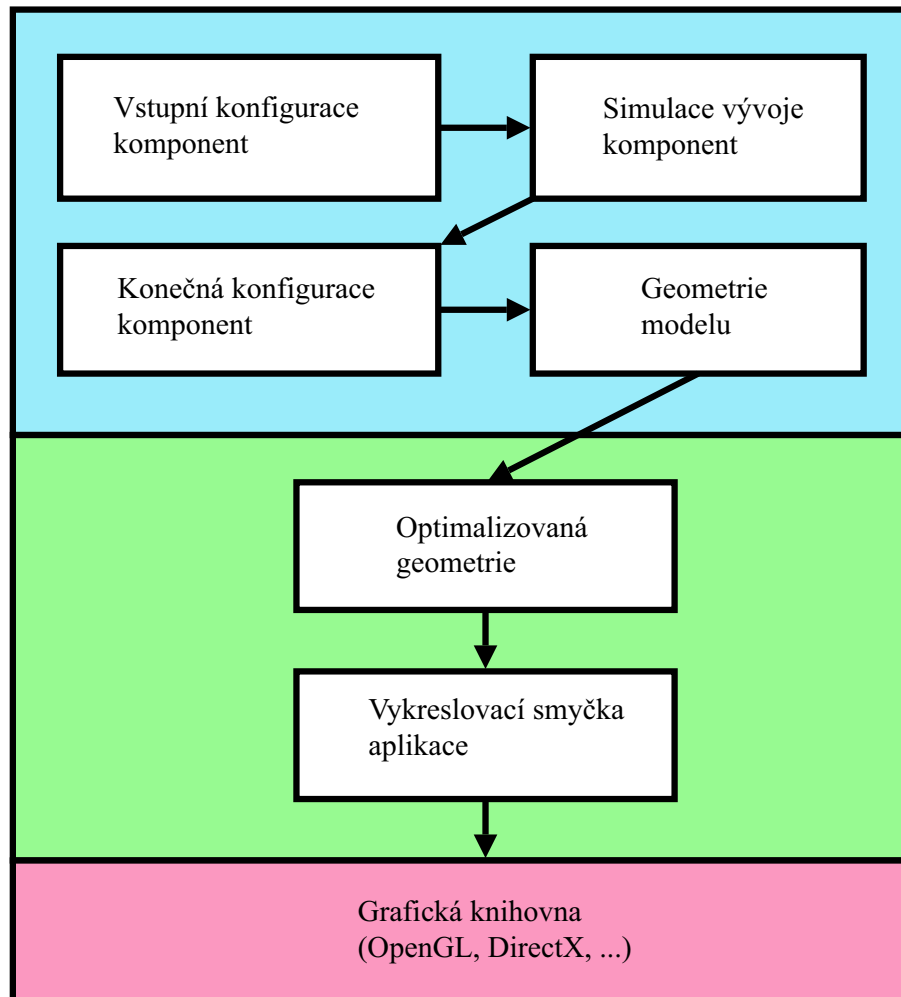 Vstupní konfigurace
komponent
Simulace vývoje
komponent
Konečná konfigurace
komponent
Geometrie
modelu
Optimalizovaná
geometrie
Vykreslovací smyčka
aplikace
Grafická knihovna
(OpenGL, DirectX, ...)